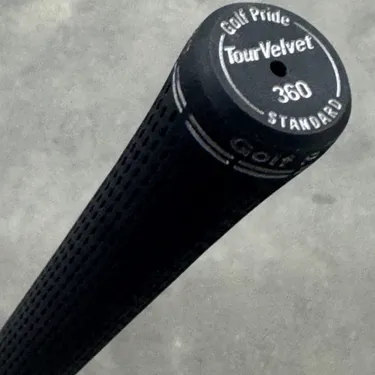 Golf Pride
TourVelvet
360
STANDARD
Golf